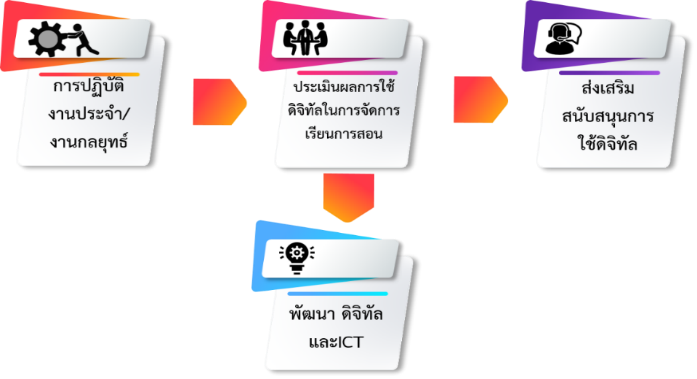 การปฏิบัติ
งานประจำ/
งานกลยุทธ์
ประเมินผลการใช้
ดิจิทัลในการจัดการ
เรียนการสอน
ส่งเสริม
สนับสนุนการ
ใช้ดิจิทัล
พัฒนา ดิจิทัล
และICT